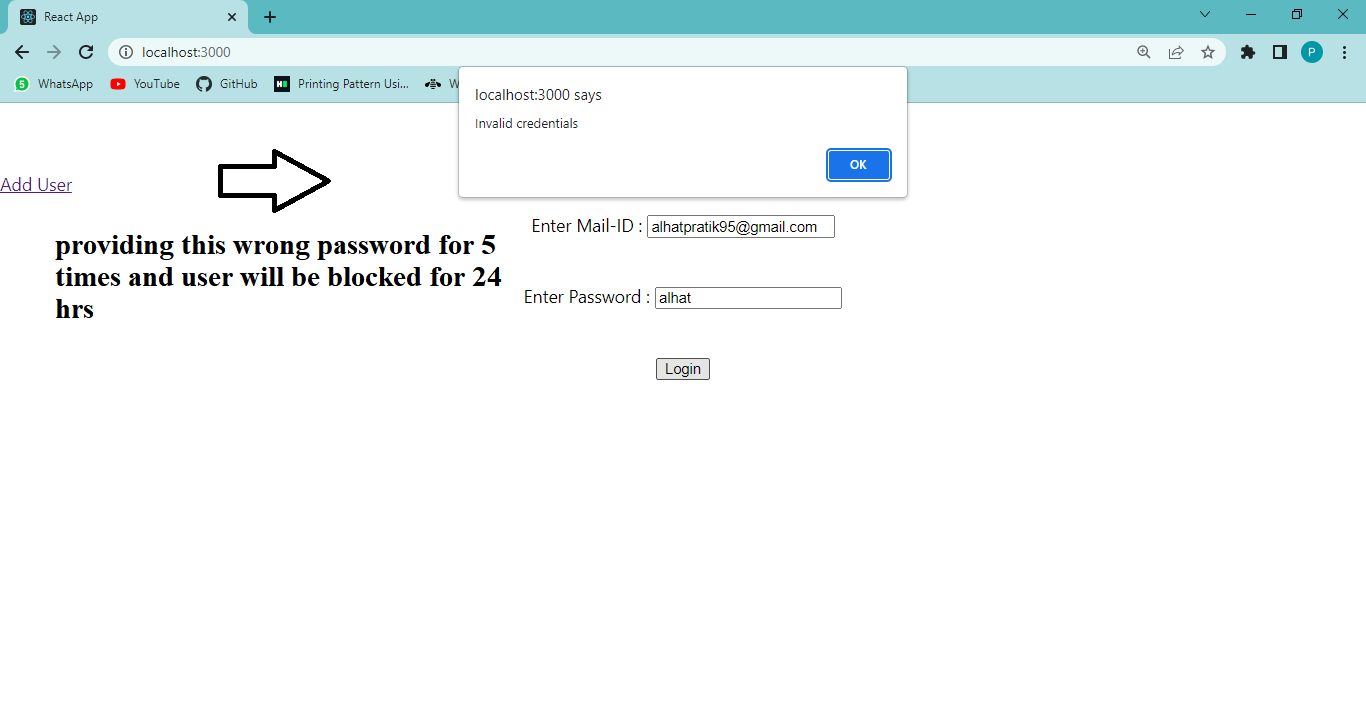 React App
localhost:3000
P
5 WhatsApp YouTube GitHub Printing Pattern Usi... W
localhost:3000 says
Invalid credentials
OK
Add User
providing this wrong password for 5
times and user will be blocked for 24
hrs
Enter Mail-ID : alhatpratik95@gmail.com
Enter Password : alhat
Login